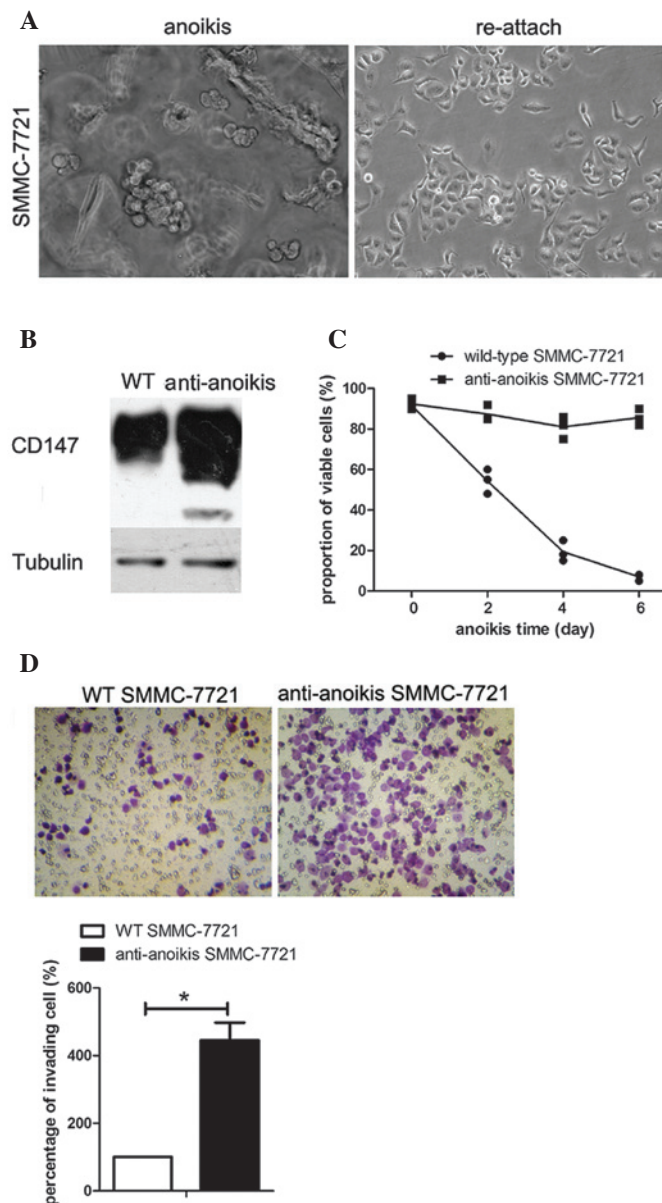 A
anoikis
re-attach
SMMC-7721
B
WT anti-anoikis
CD147
Tubulin
C
wild-type SMMC-7721
anti-anoikis SMMC-7721
proportion of viable cells (%)
100
80
60
40
20
0
0 2 4 6
anoikis time (day)
D
WT SMMC-7721
anti-anoikis SMMC-7721
WT SMMC-7721
anti-anoikis SMMC-7721
percentage of invading cell (%)
600
400
200
0
*